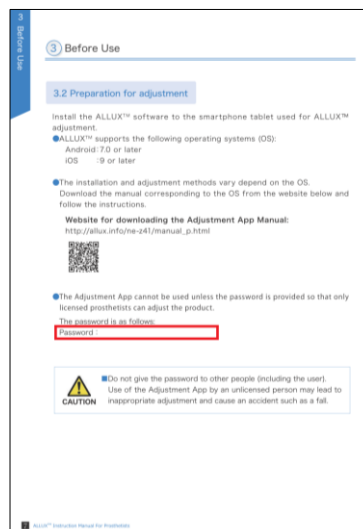 3 Before Use
3 Before Use
3.2 Preparation for adjustment
Install the ALLUX™ software to the smartphone tablet used for ALLUX™
adjustment.
●ALLUX™ supports the following operating systems (OS):
Android:7.0 or later
iOS :9 or later
●The installation and adjustment methods vary depend on the OS.
Download the manual corresponding to the OS from the website below and
follow the instructions.
Website for downloading the Adjustment App Manual:
http://allux.info/ne-z41/manual_p.html
●The Adjustment App cannot be used unless the password is provided so that only
licensed prosthetists can adjust the product.
The password is as follows:
Password :
CAUTION
■Do not give the password to other people (including the user).
Use of the Adjustment App by an unlicensed person may lead to
inappropriate adjustment and cause an accident such as a fall.
7 ALLUX™ Instruction Manual For Prosthetists